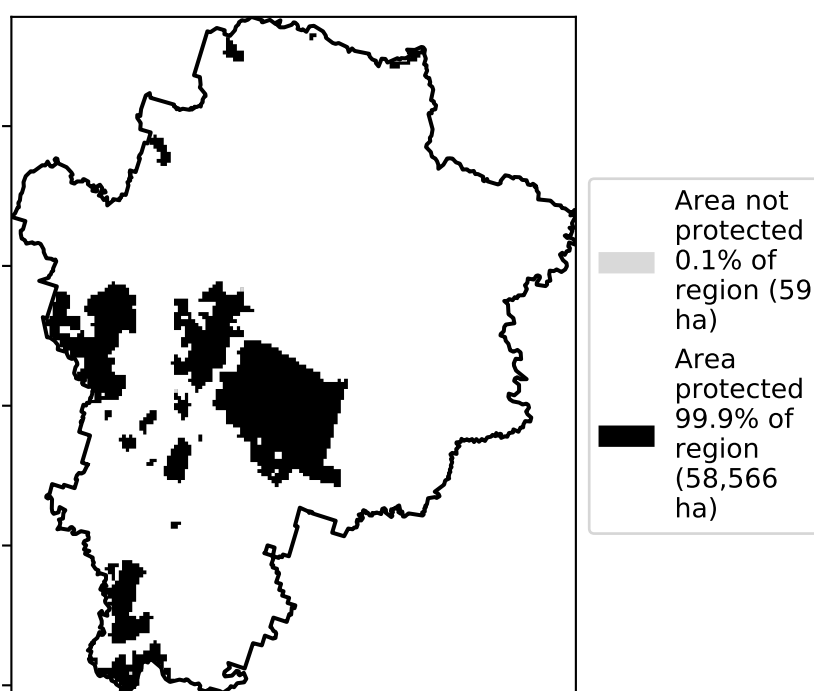 Area not
protected
0.1% of
region (59
ha)
Area
protected
99.9% of
region
(58,566
ha)